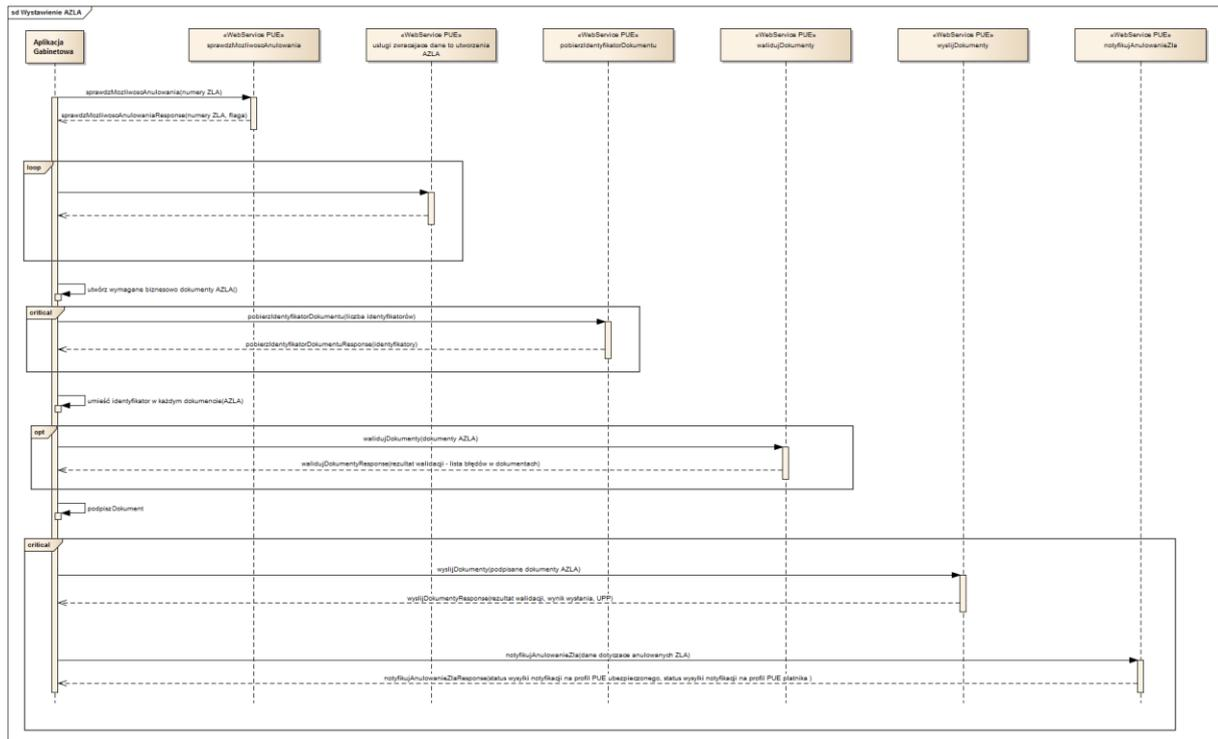 sd Wystawienie AZLA
Aplikacja
Gabinetowa
«WebService PUE»
sprawdzMozliwoscAnulowania
«WebService PUE»
usługi zwracajace dane to utworzenia
AZLA
«WebService PUE»
pobierzIdentyfikatorDokumentu
«WebService PUE»
walidujDokumenty
«WebService PUE»
wyslijDokumenty
«WebService PUE»
notyfikujAnulowanieZla
sprawdzMozliwoscAnulowania(numery ZLA)
sprawdzMozliwoscAnulowaniaResponse(numery ZLA, flaga)
loop
utwórz wymagane biznesowo dokumenty AZLA()
critical
pobierzIdentyfikatorDokumentu(liczba identyfikatorów)
pobierzIdentyfikatorDokumentuResponse(identyfikatory)
umieść identyfikator w każdym dokumencie(AZLA)
opt
walidujDokumenty(dokumenty AZLA)
walidujDokumentyResponse(rezultat walidacji - lista błędów w dokumentach)
podpiszDokument
critical
wyslijDokumenty(podpisane dokumenty AZLA)
wyslijDokumentyResponse(rezultat walidacji, wynik wysłania, UPP)
notyfikujAnulowanieZla(dane dotyczace anulowanych ZLA)
notyfikujAnulowanieZlaResponse(status wysyłki notyfikacji na profil PUE ubezpieczonego, status wysyłki notyfikacji na profil PUE płatnika )